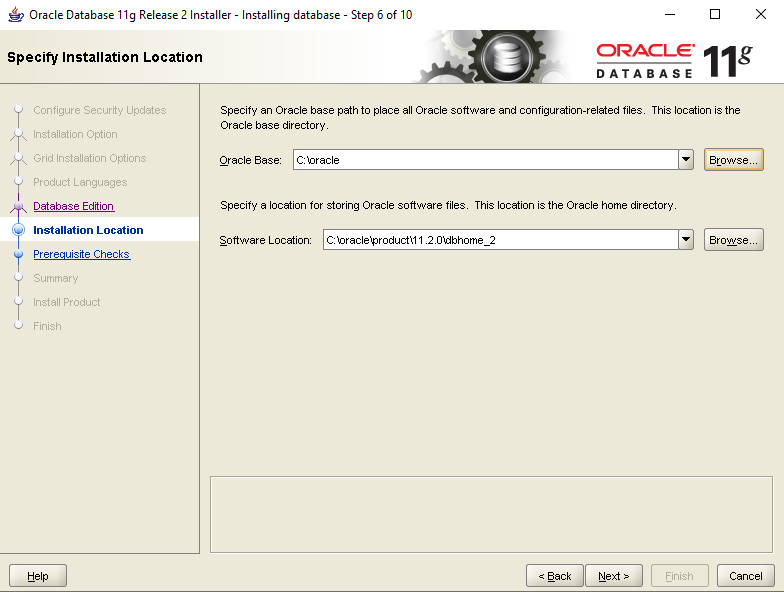 Oracle Database 11g Release 2 Installer - Installing database - Step 6 of 10
Specify Installation Location
ORACLE
DATABASE
11g
Configure Security Updates
Installation Option
Grid Installation Options
Product Languages
Database Edition
Installation Location
Prerequisite Checks
Summary
Install Product
Finish
Specify an Oracle base path to place all Oracle software and configuration-related files.  This location is the
Oracle base directory.
Oracle Base: C:\oracle Browse...
Specify a location for storing Oracle software files.  This location is the Oracle home directory.
Software Location: C:\oracle\product\11.2.0\dbhome_2 Browse...
Help < Back Next > Finish Cancel